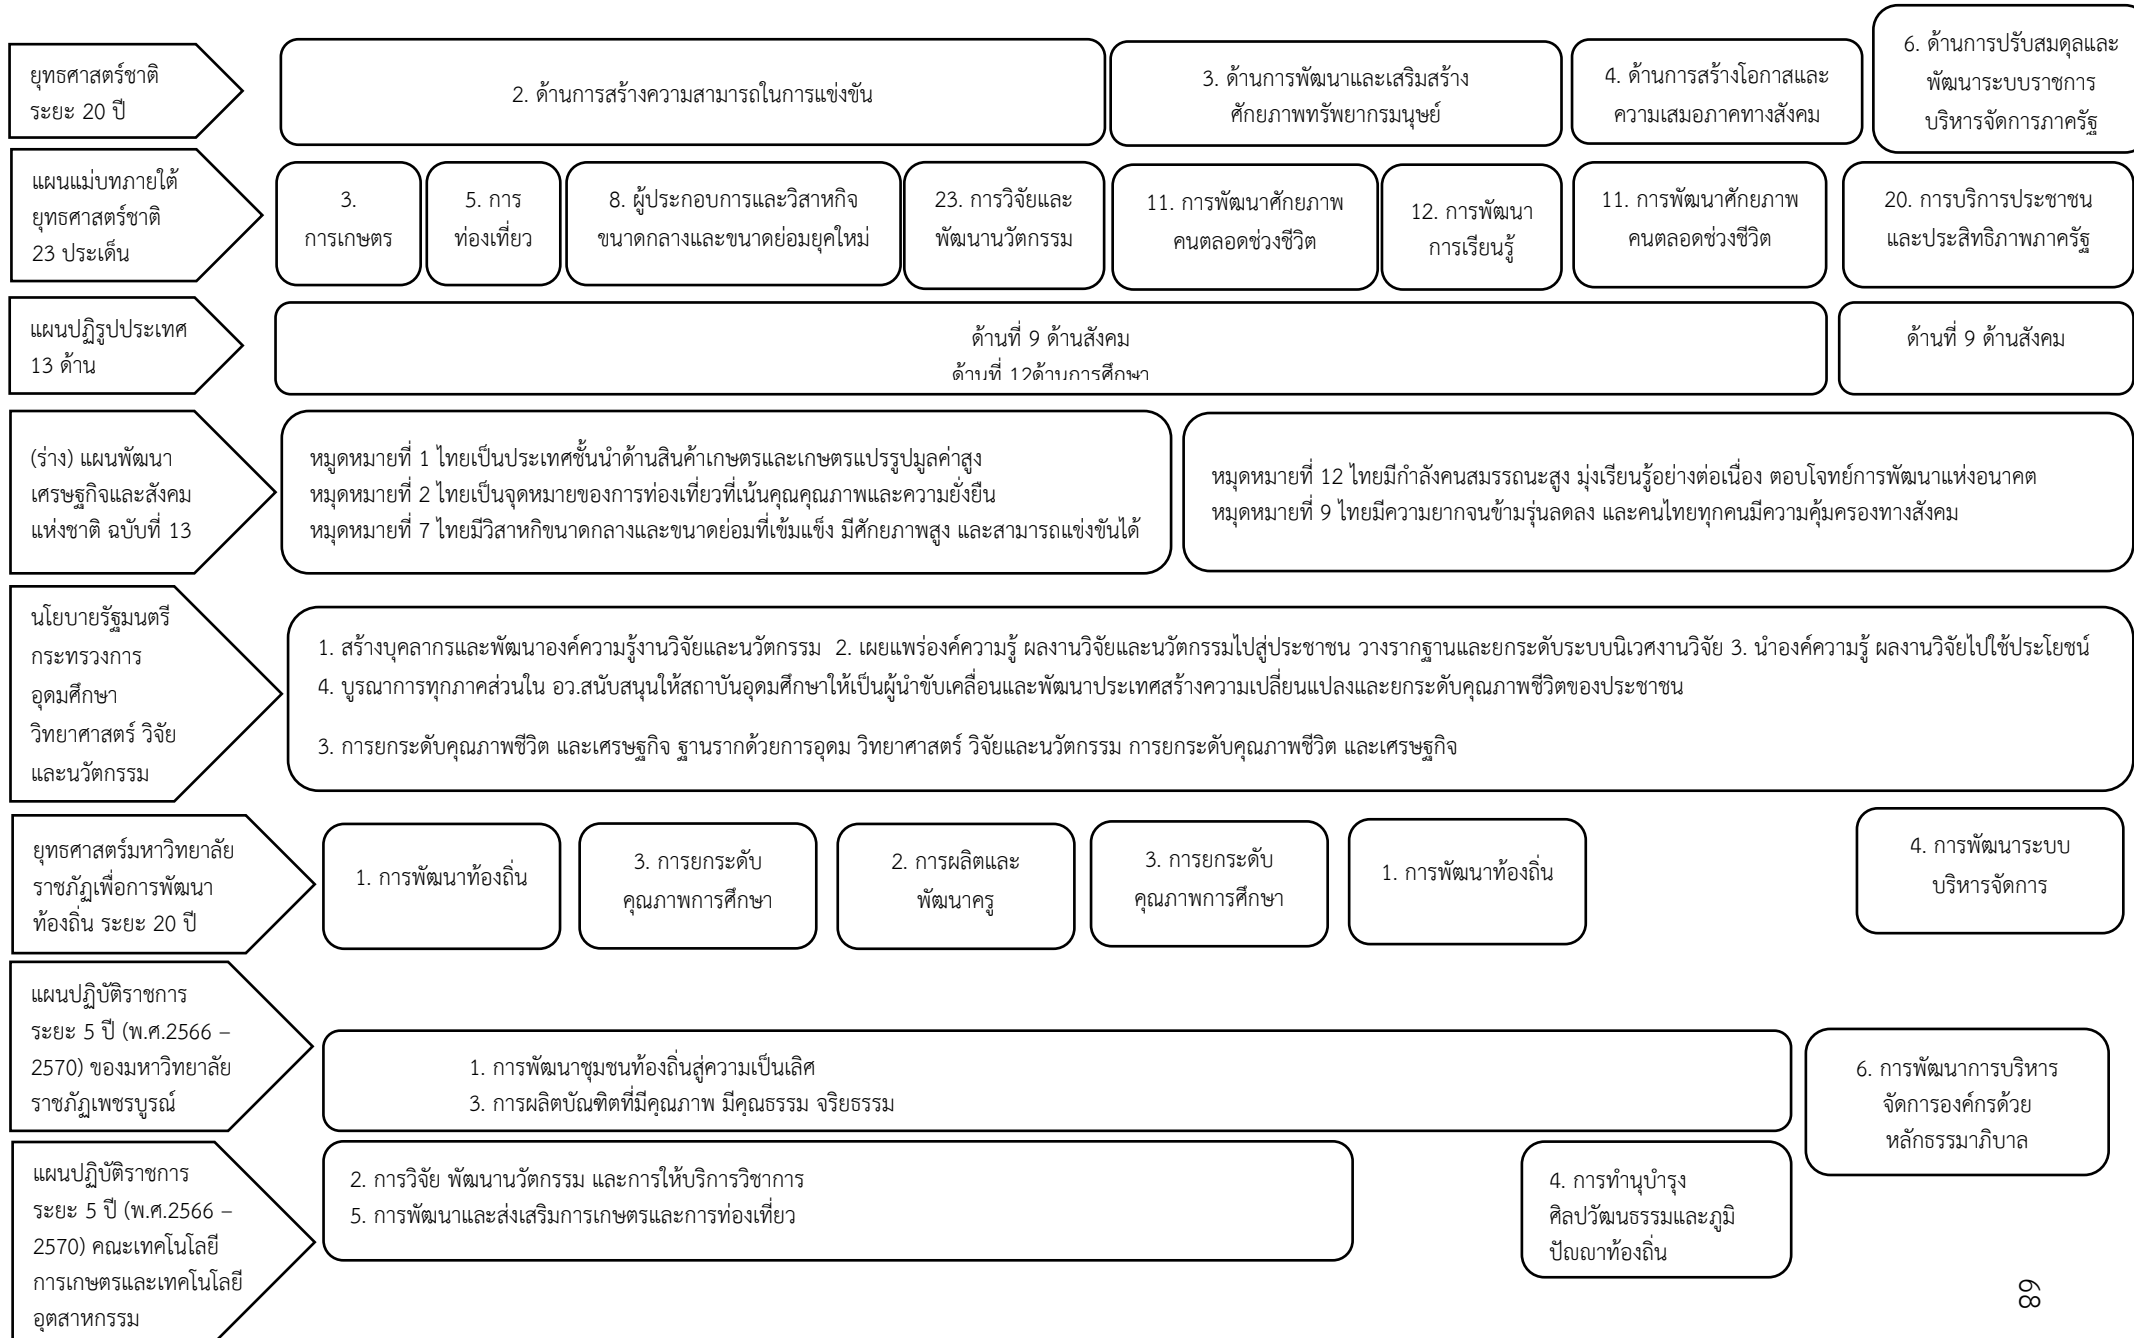 ยุทธศาสตร์ชาติ
ระยะ 20 ปี
2. ด้านการสร้างความสามารถในการแข่งขัน
3. ด้านการพัฒนาและเสริมสร้าง
ศักยภาพทรัพยากรมนุษย์
4. ด้านการสร้างโอกาสและ
ความเสมอภาคทางสังคม
6. ด้านการปรับสมดุลและ
พัฒนาระบบราชการ
บริหารจัดการภาครัฐ
แผนแม่บทภายใต้
ยุทธศาสตร์ชาติ
23 ประเด็น
3.
การเกษตร
5. การ
ท่องเที่ยว
8. ผู้ประกอบการและวิสาหกิจ
ขนาดกลางและขนาดย่อมยุคใหม่
23. การวิจัยและ
พัฒนานวัตกรรม
11. การพัฒนาศักยภาพ
คนตลอดช่วงชีวิต
12. การพัฒนา
การเรียนรู้
11. การพัฒนาศักยภาพ
คนตลอดช่วงชีวิต
20. การบริการประชาชน
และประสิทธิภาพภาครัฐ
แผนปฏิรูปประเทศ
13 ด้าน
ด้านที่ 9 ด้านสังคม
ด้านที่ 12ด้านการศึกษา
ด้านที่ 9 ด้านสังคม
(ร่าง) แผนพัฒนา
เศรษฐกิจและสังคม
แห่งชาติ ฉบับที่ 13
หมูดหมายที่ 1 ไทยเป็นประเทศชั้นนำด้านสินค้าเกษตรและเกษตรแปรรูปมูลค่าสูง
หมุดหมายที่ 2 ไทยเป็นจุดหมายของการท่องเที่ยวที่เน้นคุณคุณภาพและความยั่งยืน
หมุดหมายที่ 7 ไทยมีวิสาหกิขนาดกลางและขนาดย่อมที่เข้มแข็ง มีศักยภาพสูง และสามารถแข่งขันได้
หมุดหมายที่ 12 ไทยมีกำลังคนสมรรถนะสูง มุ่งเรียนรู้อย่างต่อเนื่อง ตอบโจทย์การพัฒนาแห่งอนาคต
หมุดหมายที่ 9 ไทยมีความยากจนข้ามรุ่นลดลง และคนไทยทุกคนมีความคุ้มครองทางสังคม
นโยบายรัฐมนตรี
กระทรวงการ
อุดมศึกษา
วิทยาศาสตร์ วิจัย
และนวัตกรรม
1. สร้างบุคลากรและพัฒนาองค์ความรู้งานวิจัยและนวัตกรรม 2. เผยแพร่องค์ความรู้ ผลงานวิจัยและนวัตกรรมไปสู่ประชาชน วางรากฐานและยกระดับระบบนิเวศงานวิจัย 3. นำองค์ความรู้ ผลงานวิจัยไปใช้ประโยชน์
4. บูรณาการทุกภาคส่วนใน อว.สนับสนุนให้สถาบันอุดมศึกษาให้เป็นผู้นำขับเคลื่อนและพัฒนาประเทศสร้างความเปลี่ยนแปลงและยกระดับคุณภาพชีวิตของประชาชน
3. การยกระดับคุณภาพชีวิต และเศรษฐกิจ ฐานรากด้วยการอุดม วิทยาศาสตร์ วิจัยและนวัตกรรม การยกระดับคุณภาพชีวิต และเศรษฐกิจ
ยุทธศาสตร์มหาวิทยาลัย
ราชภัฏเพื่อการพัฒนา
ท้องถิ่น ระยะ 20 ปี
1. การพัฒนาท้องถิ่น
3. การยกระดับ
คุณภาพการศึกษา
2. การผลิตและ
พัฒนาครู
3. การยกระดับ
คุณภาพการศึกษา
1. การพัฒนาท้องถิ่น
4. การพัฒนาระบบ
บริหารจัดการ
แผนปฏิบัติราชการ
ระยะ 5 ปี (พ.ศ.2566 –
2570) ของมหาวิทยาลัย
ราชภัฏเพชรบูรณ์
1. การพัฒนาชุมชนท้องถิ่นสู่ความเป็นเลิศ
3. การผลิตบัณฑิตที่มีคุณภาพ มีคุณธรรม จริยธรรม
6. การพัฒนาการบริหาร
จัดการองค์กรด้วย
หลักธรรมาภิบาล
แผนปฏิบัติราชการ
ระยะ 5 ปี (พ.ศ.2566 –
2570) คณะเทคโนโลยี
การเกษตรและเทคโนโลยี
อุตสาหกรรม
2. การวิจัย พัฒนานวัตกรรม และการให้บริการวิชาการ
5. การพัฒนาและส่งเสริมการเกษตรและการท่องเที่ยว
4. การทำนุบำรุง
ศิลปวัฒนธรรมและภูมิ
ปัญญาท้องถิ่น
68